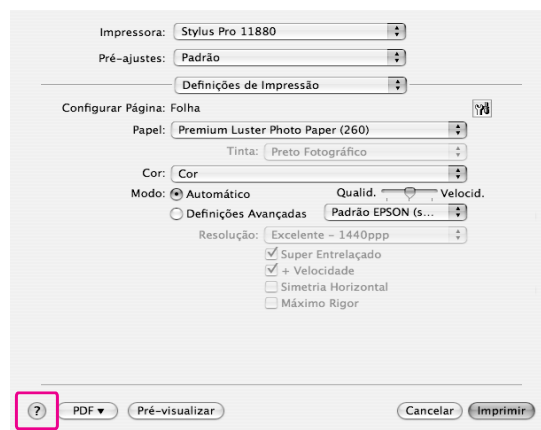 Impressora: Stylus Pro 11880
Pré-ajustes: Padrão
Definições de Impressão
Configurar Página: Folha
Papel: Premium Luster Photo Paper (260)
Tinta: Preto Fotográfico
Cor: Cor
Modo: Automático Qualid. Velocid.
Definições Avançadas Padrão EPSON (s...
Resolução: Excelente - 1440ppp
Super Entrelaçado
+ Velocidade
Simetria Horizontal
Máximo Rigor
? PDF Pré-visualizar Cancelar Imprimir